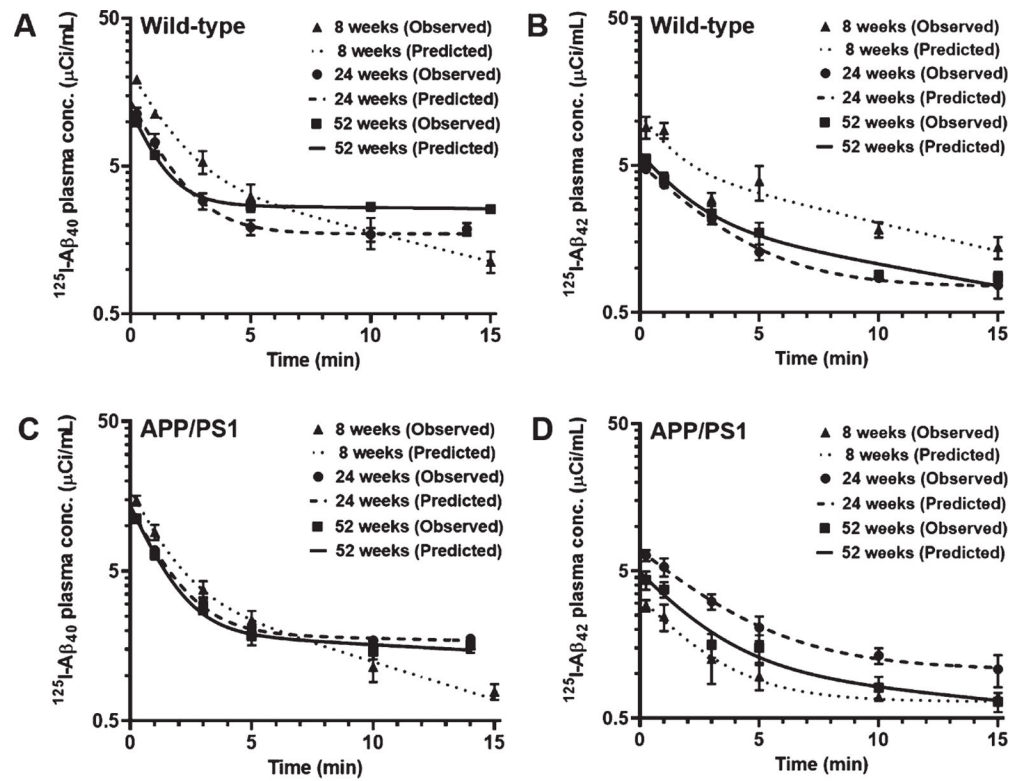 A
Wild-type
50
5
0.5
¹²⁵I-Aβ₄₀ plasma conc. (μCi/mL)
8 weeks (Observed)
8 weeks (Predicted)
24 weeks (Observed)
24 weeks (Predicted)
52 weeks (Observed)
52 weeks (Predicted)
0 5 10 15
Time (min)
B
Wild-type
50
5
0.5
¹²⁵I-Aβ₄₂ plasma conc. (μCi/mL)
8 weeks (Observed)
8 weeks (Predicted)
24 weeks (Observed)
24 weeks (Predicted)
52 weeks (Observed)
52 weeks (Predicted)
0 5 10 15
Time (min)
C
APP/PS1
50
5
0.5
¹²⁵I-Aβ₄₀ plasma conc. (μCi/mL)
8 weeks (Observed)
8 weeks (Predicted)
24 weeks (Observed)
24 weeks (Predicted)
52 weeks (Observed)
52 weeks (Predicted)
0 5 10 15
Time (min)
D
APP/PS1
50
5
0.5
¹²⁵I-Aβ₄₂ plasma conc. (μCi/mL)
8 weeks (Observed)
8 weeks (Predicted)
24 weeks (Observed)
24 weeks (Predicted)
52 weeks (Observed)
52 weeks (Predicted)
0 5 10 15
Time (min)